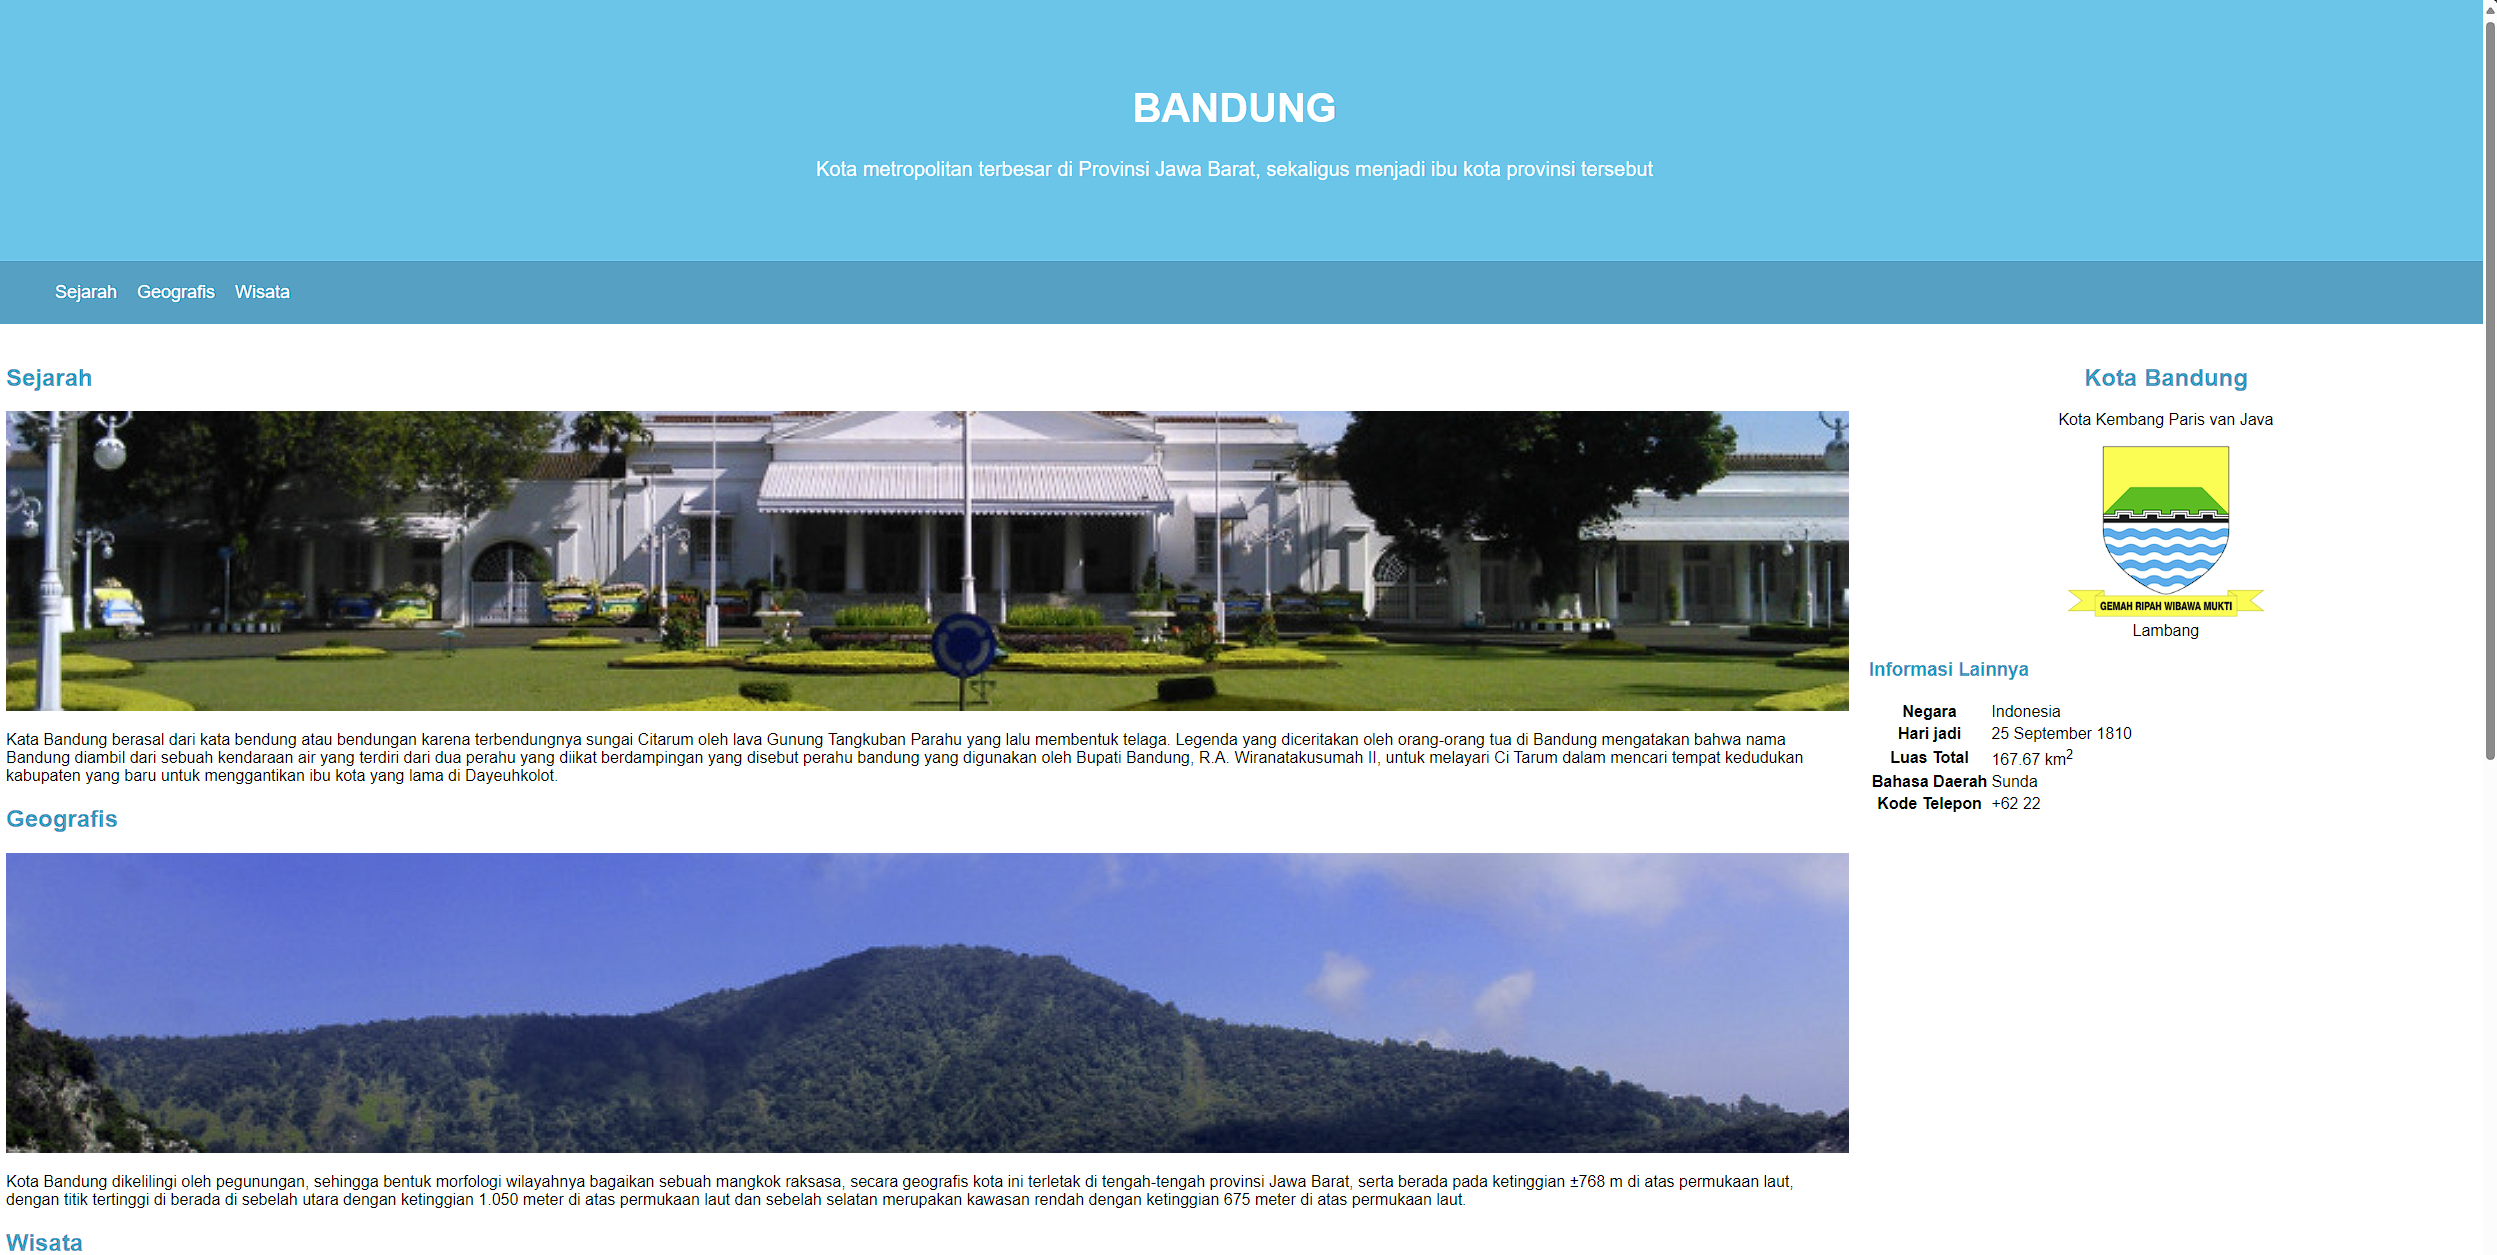 BANDUNG
Kota metropolitan terbesar di Provinsi Jawa Barat, sekaligus menjadi ibu kota provinsi tersebut
Sejarah Geografis Wisata
Sejarah
Kata Bandung berasal dari kata bendung atau bendungan karena terbendungnya sungai Citarum oleh lava Gunung Tangkuban Parahu yang lalu membentuk telaga. Legenda yang diceritakan oleh orang-orang tua di Bandung mengatakan bahwa nama
Bandung diambil dari sebuah kendaraan air yang terdiri dari dua perahu yang diikat berdampingan yang disebut perahu bandung yang digunakan oleh Bupati Bandung, R.A. Wiranatakusumah II, untuk melayari Ci Tarum dalam mencari tempat kedudukan
kabupaten yang baru untuk menggantikan ibu kota yang lama di Dayeuhkolot.
Geografis
Kota Bandung dikelilingi oleh pegunungan, sehingga bentuk morfologi wilayahnya bagaikan sebuah mangkok raksasa, secara geografis kota ini terletak di tengah-tengah provinsi Jawa Barat, serta berada pada ketinggian ±768 m di atas permukaan laut,
dengan titik tertinggi di berada di sebelah utara dengan ketinggian 1.050 meter di atas permukaan laut dan sebelah selatan merupakan kawasan rendah dengan ketinggian 675 meter di atas permukaan laut.
Wisata
Kota Bandung
Kota Kembang Paris van Java
GEMAH RIPAH WIBAWA MUKTI
Lambang
Informasi Lainnya
Negara Indonesia
Hari jadi 25 September 1810
Luas Total 167.67 km²
Bahasa Daerah Sunda
Kode Telepon +62 22